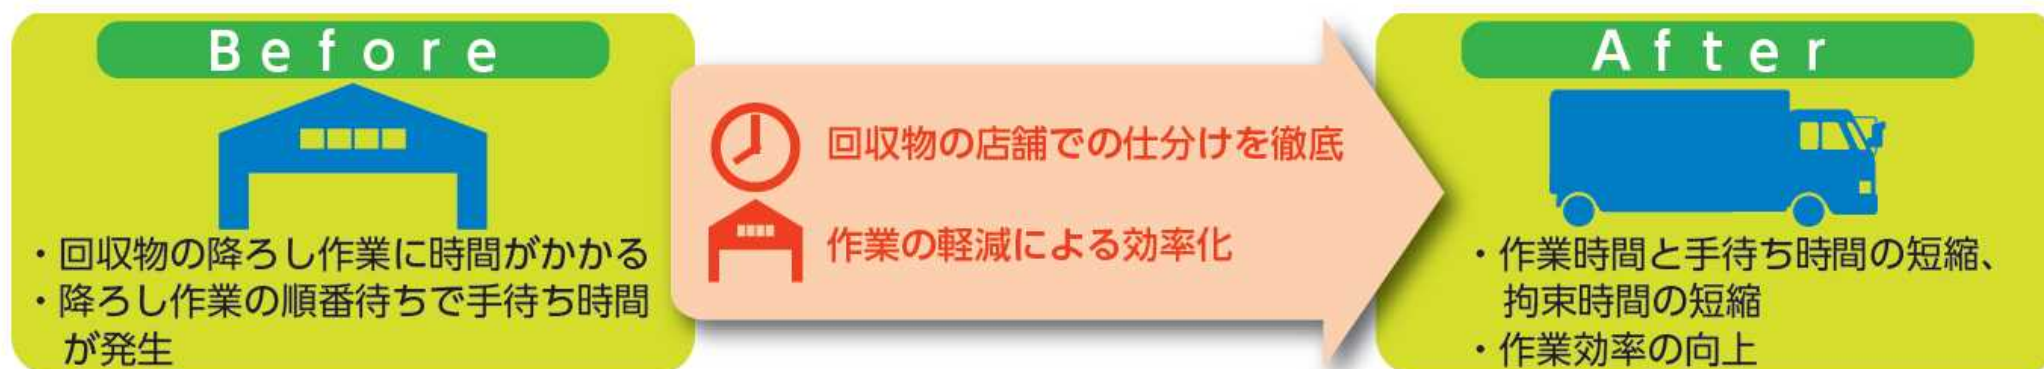 Before
・回収物の降ろし作業に時間がかかる
・降ろし作業の順番待ちで手待ち時間
が発生
回収物の店舗での仕分けを徹底
作業の軽減による効率化
After
・作業時間と手待ち時間の短縮、
拘束時間の短縮
・作業効率の向上